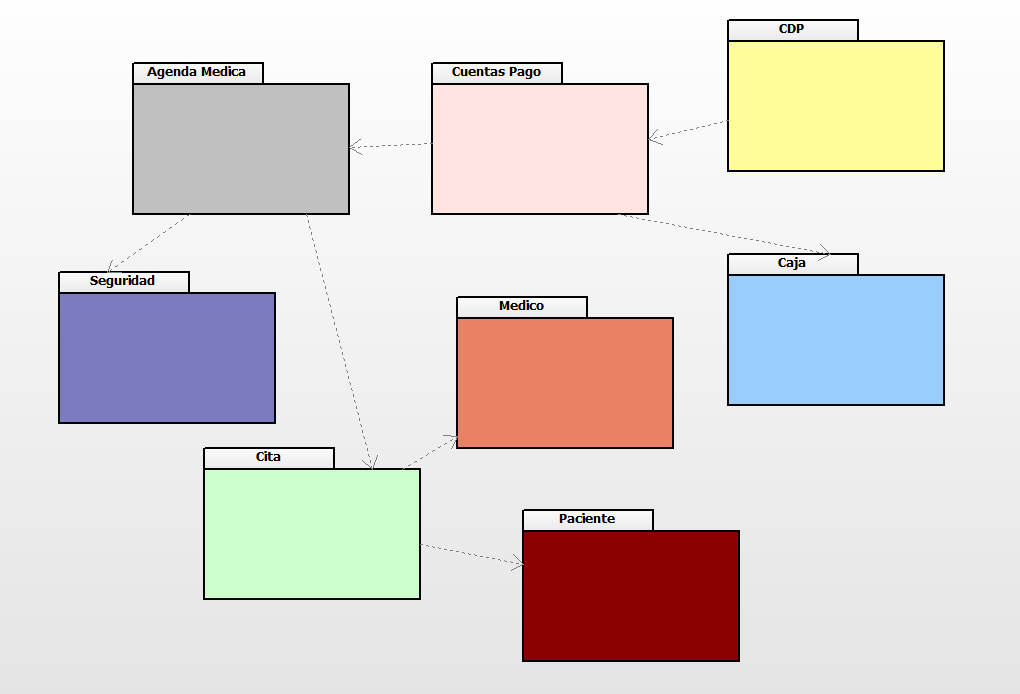 CDP
Agenda Medica
Cuentas Pago
Caja
Seguridad
Medico
Cita
Paciente